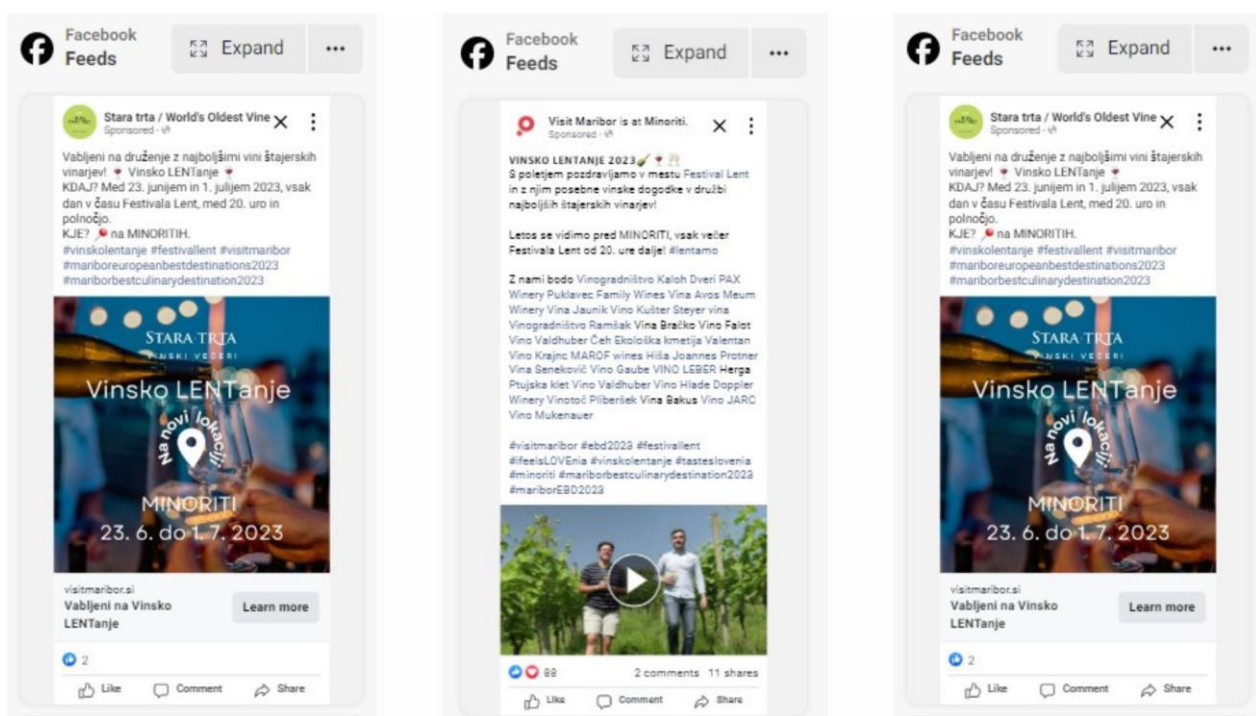 Facebook
Feeds
Expand
Stara trta / World's Oldest Vine
Sponsored
Vabljeni na druženje z najboljšimi vini štajerskih
vinarjev! 🍷 Vinsko LENTanje 🍷
KDAJ? Med 23. junijem in 1. julijem 2023, vsak
dan v času Festivala Lent, med 20. uro in
polnočjo.
KJE? 📍 na MINORITIH.
#vinskolentanje #festivallent #visitmaribor
#mariboreuropeanbestdestinations2023
#mariborbestculinarydestination2023
STARA TRTA
VINSKI VEČERI
Vinsko LENTanje
Na novi lokaciji
MINORITI
23. 6. do 1. 7. 2023
visitmaribor.si
Vabljeni na Vinsko
LENTanje
Learn more
2
Like Comment Share
Facebook
Feeds
Expand
Visit Maribor is at Minoriti.
Sponsored
VINSKO LENTANJE 2023🍾🍷🥂
S poletjem pozdravljamo v mestu Festival Lent
in z njim posebne vinske dogodke v družbi
najboljših štajerskih vinarjev!
Letos se vidimo pred MINORITI, vsak večer
Festivala Lent od 20. ure dalje! #lentamo
Z nami bodo Vinogradništvo Kaloh Dveri PAX
Winery Puklavec Family Wines Vina Avos Meum
Winery Vina Jaunik Vino Kušter Steyer vina
Vinogradništvo Ramšak Vina Bračko Vino Falot
Vino Valdhuber Čeh Ekološka kmetija Valentan
Vino Krajnc MAROF wines Hiša Joannes Protner
Vina Senekovič Vino Gaube VINO LEBER Herga
Ptujska klet Vino Valdhuber Vino Hlade Doppler
Winery Vinotoč Pliberšek Vina Bakus Vino JARC
Vino Mukenauer
#visitmaribor #ebd2023 #festivallent
#ifeelsLOVEnia #vinskolentanje #tasteslovenia
#minoriti #mariborbestculinarydestination2023
#mariborEBD2023
88 2 comments 11 shares
Like Comment Share
Facebook
Feeds
Expand
Stara trta / World's Oldest Vine
Sponsored
Vabljeni na druženje z najboljšimi vini štajerskih
vinarjev! 🍷 Vinsko LENTanje 🍷
KDAJ? Med 23. junijem in 1. julijem 2023, vsak
dan v času Festivala Lent, med 20. uro in
polnočjo.
KJE? 📍 na MINORITIH.
#vinskolentanje #festivallent #visitmaribor
#mariboreuropeanbestdestinations2023
#mariborbestculinarydestination2023
STARA TRTA
VINSKI VEČERI
Vinsko LENTanje
Na novi lokaciji
MINORITI
23. 6. do 1. 7. 2023
visitmaribor.si
Vabljeni na Vinsko
LENTanje
Learn more
2
Like Comment Share